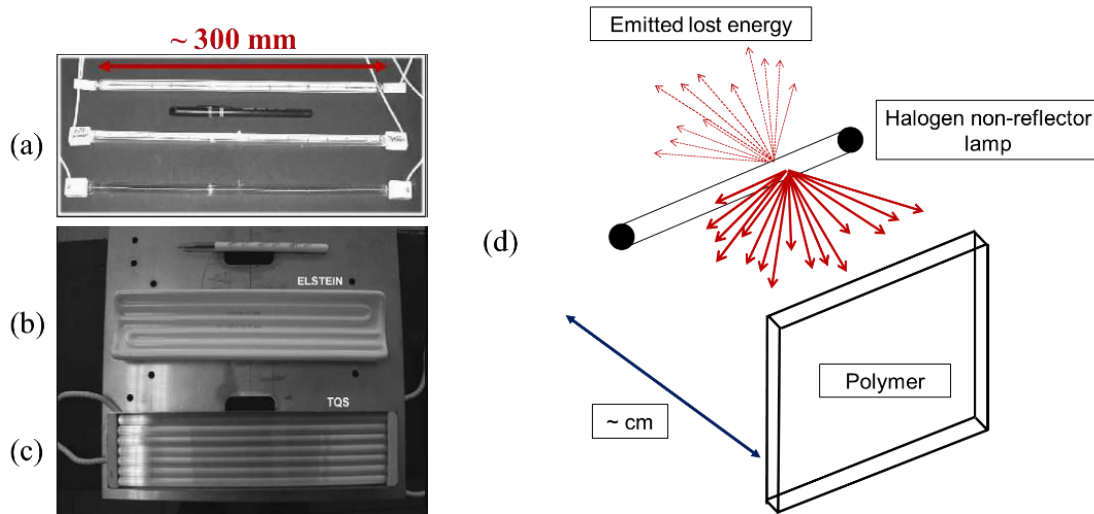 ~ 300 mm
(a)
ELSTEIN
(b)
TQS
(c)
Emitted lost energy
Halogen non-reflector
lamp
(d)
Polymer
~ cm